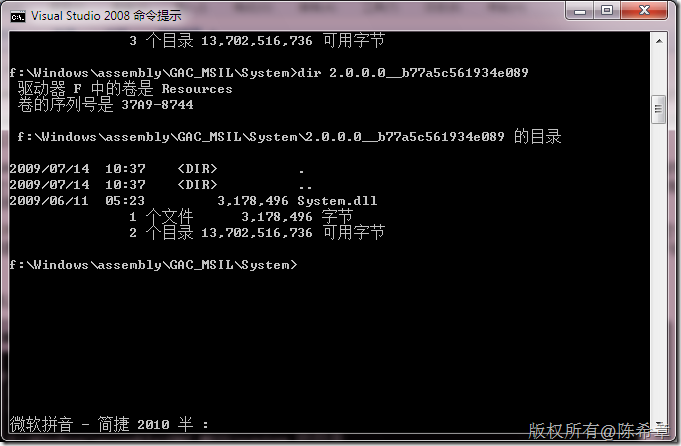 Visual Studio 2008 命令提示
3 个目录 13,702,516,736 可用字节
f:\Windows\assembly\GAC_MSIL\System>dir 2.0.0.0__b77a5c561934e089
驱动器 F 中的卷是 Resources
卷的序列号是 37A9-8744
f:\Windows\assembly\GAC_MSIL\System\2.0.0.0__b77a5c561934e089 的目录
2009/07/14  10:37    <DIR>          .
2009/07/14  10:37    <DIR>          ..
2009/06/11  05:23         3,178,496 System.dll
1 个文件      3,178,496 字节
2 个目录 13,702,516,736 可用字节
f:\Windows\assembly\GAC_MSIL\System>
微软拼音 - 简捷 2010 半 :
版权所有@陈希章